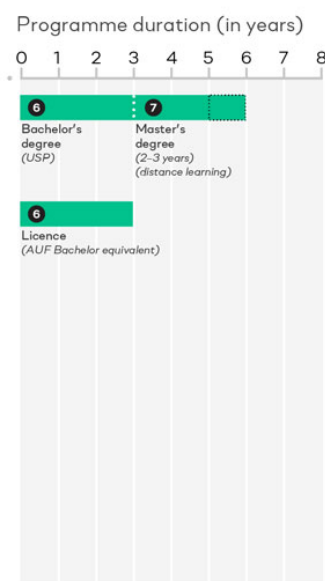 Programme duration (in years)
0 1 2 3 4 5 6 7 8
6 7
Bachelor's
degree
(USP)
Master's
degree
(2–3 years)
(distance learning)
6
Licence
(AUF Bachelor equivalent)